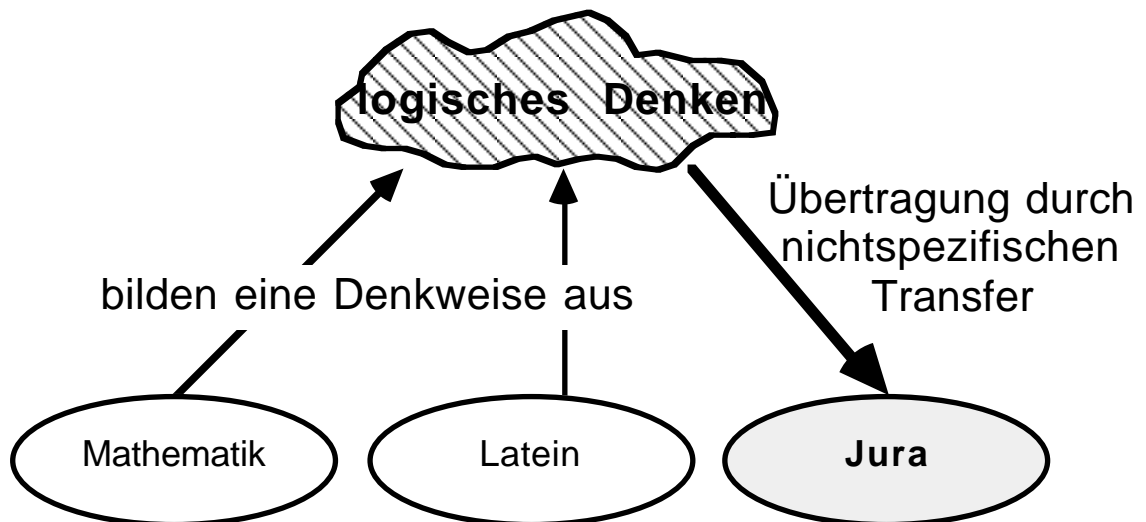 logisches Denken
Übertragung durch
nichtspezifischen
Transfer
bilden eine Denkweise aus
Mathematik
Latein
Jura